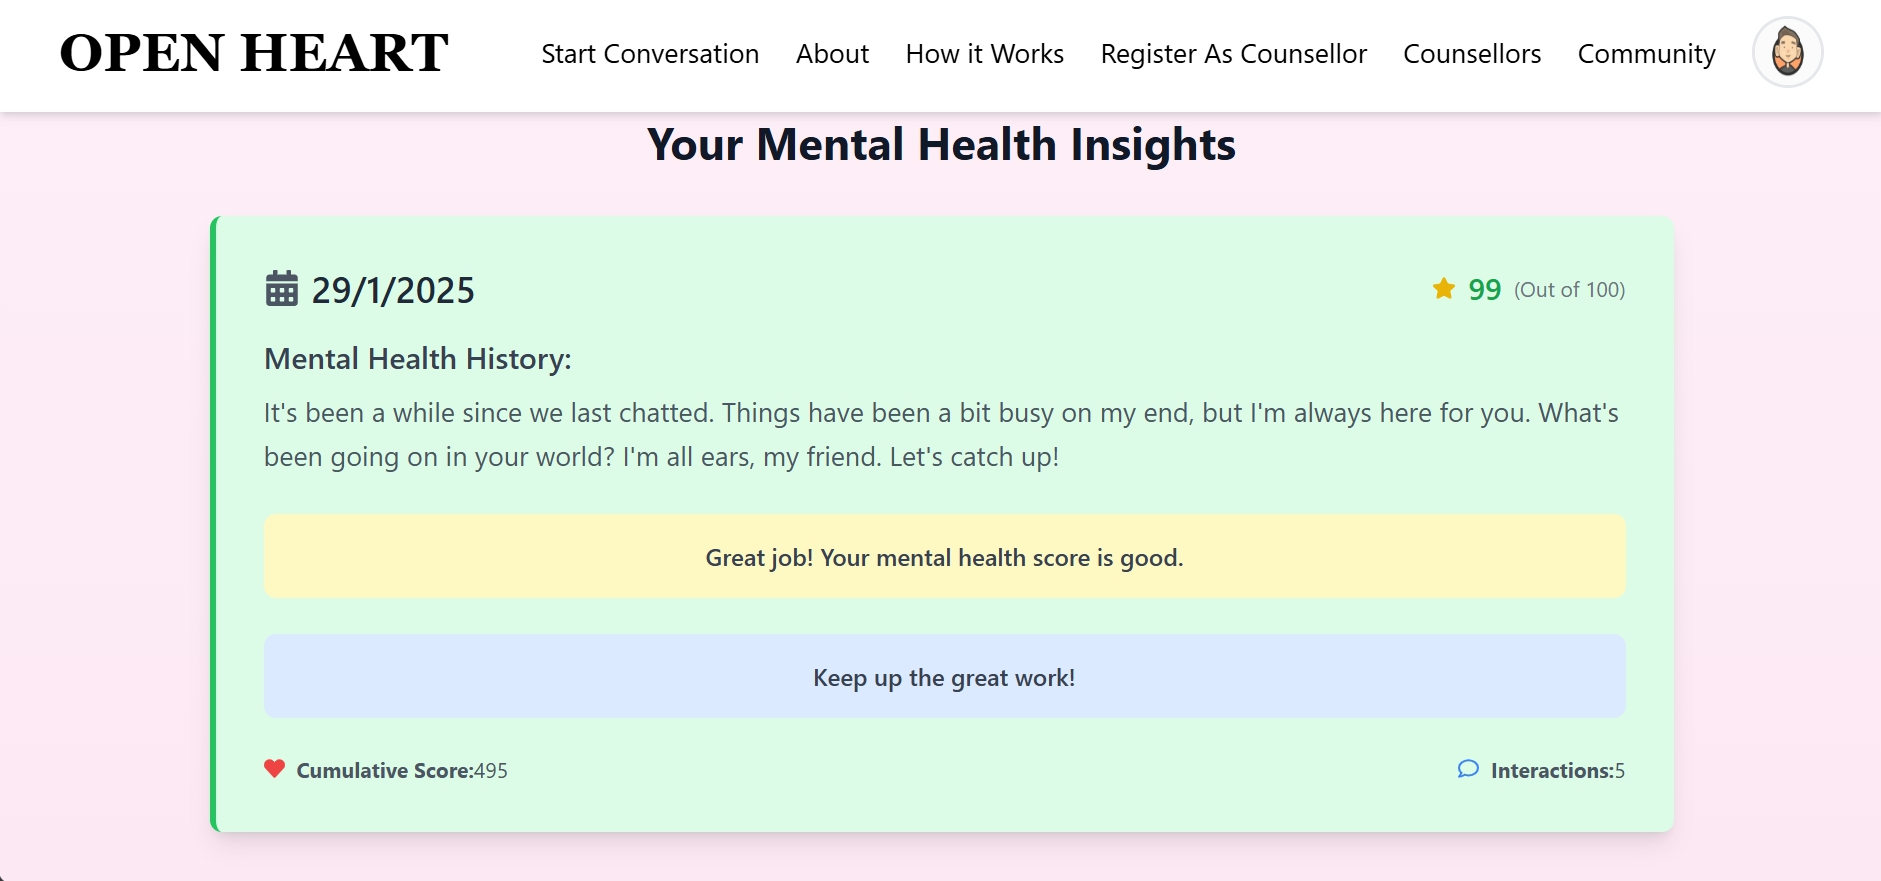 OPEN HEART
Start Conversation
About
How it Works
Register As Counsellor
Counsellors
Community
Your Mental Health Insights
29/1/2025
99 (Out of 100)
Mental Health History:
It's been a while since we last chatted. Things have been a bit busy on my end, but I'm always here for you. What's
been going on in your world? I'm all ears, my friend. Let's catch up!
Great job! Your mental health score is good.
Keep up the great work!
Cumulative Score:495
Interactions:5